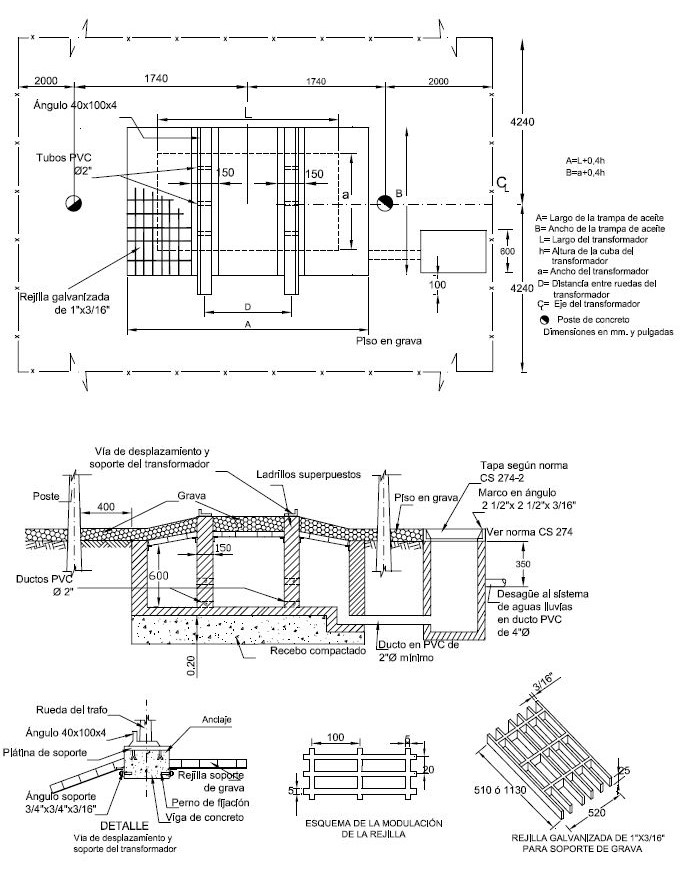 2000
1740
1740
2000
Ángulo 40x100x4
L
4240
Tubos PVC
Ø2"
150
150
a
B
A=L+0,4h
B=a+0,4h
A= Largo de la trampa de aceite
B= Ancho de la trampa de aceite
L= Largo del transformador
h= Altura de la cuba del
transformador
a= Ancho del transformador
D= Distancia entre ruedas del
transformador
Eje del transformador
Poste de concreto
Dimensiones en mm. y pulgadas
600
100
4240
Rejilla galvanizada
de 1"x3/16"
D
A
Piso en grava
Vía de desplazamiento y
soporte del transformador
Ladrillos superpuestos
Tapa según norma
CS 274-2
Marco en ángulo
2 1/2"x 2 1/2"x 3/16"
Poste
400
Grava
Piso en grava
Ver norma CS 274
150
350
600
Ductos PVC
Ø 2"
Desagüe al sistema
de aguas lluvias
en ducto PVC
de 4"Ø
Ducto en PVC de
2"Ø mínimo
0.20
Recebo compactado
Rueda del trafo
Anclaje
Ángulo 40x100x4
Plátina de soporte
Rejilla soporte
de grava
Ángulo soporte
3/4"x3/4"x3/16"
Perno de fijación
Viga de concreto
DETALLE
Via de desplazamiento y
soporte del transformador
100
5
20
5
ESQUEMA DE LA MODULACIÓN
DE LA REJILLA
3/16"
25
510 ó 1130
520
REJILLA GALVANIZADA DE 1"X3/16"
PARA SOPORTE DE GRAVA